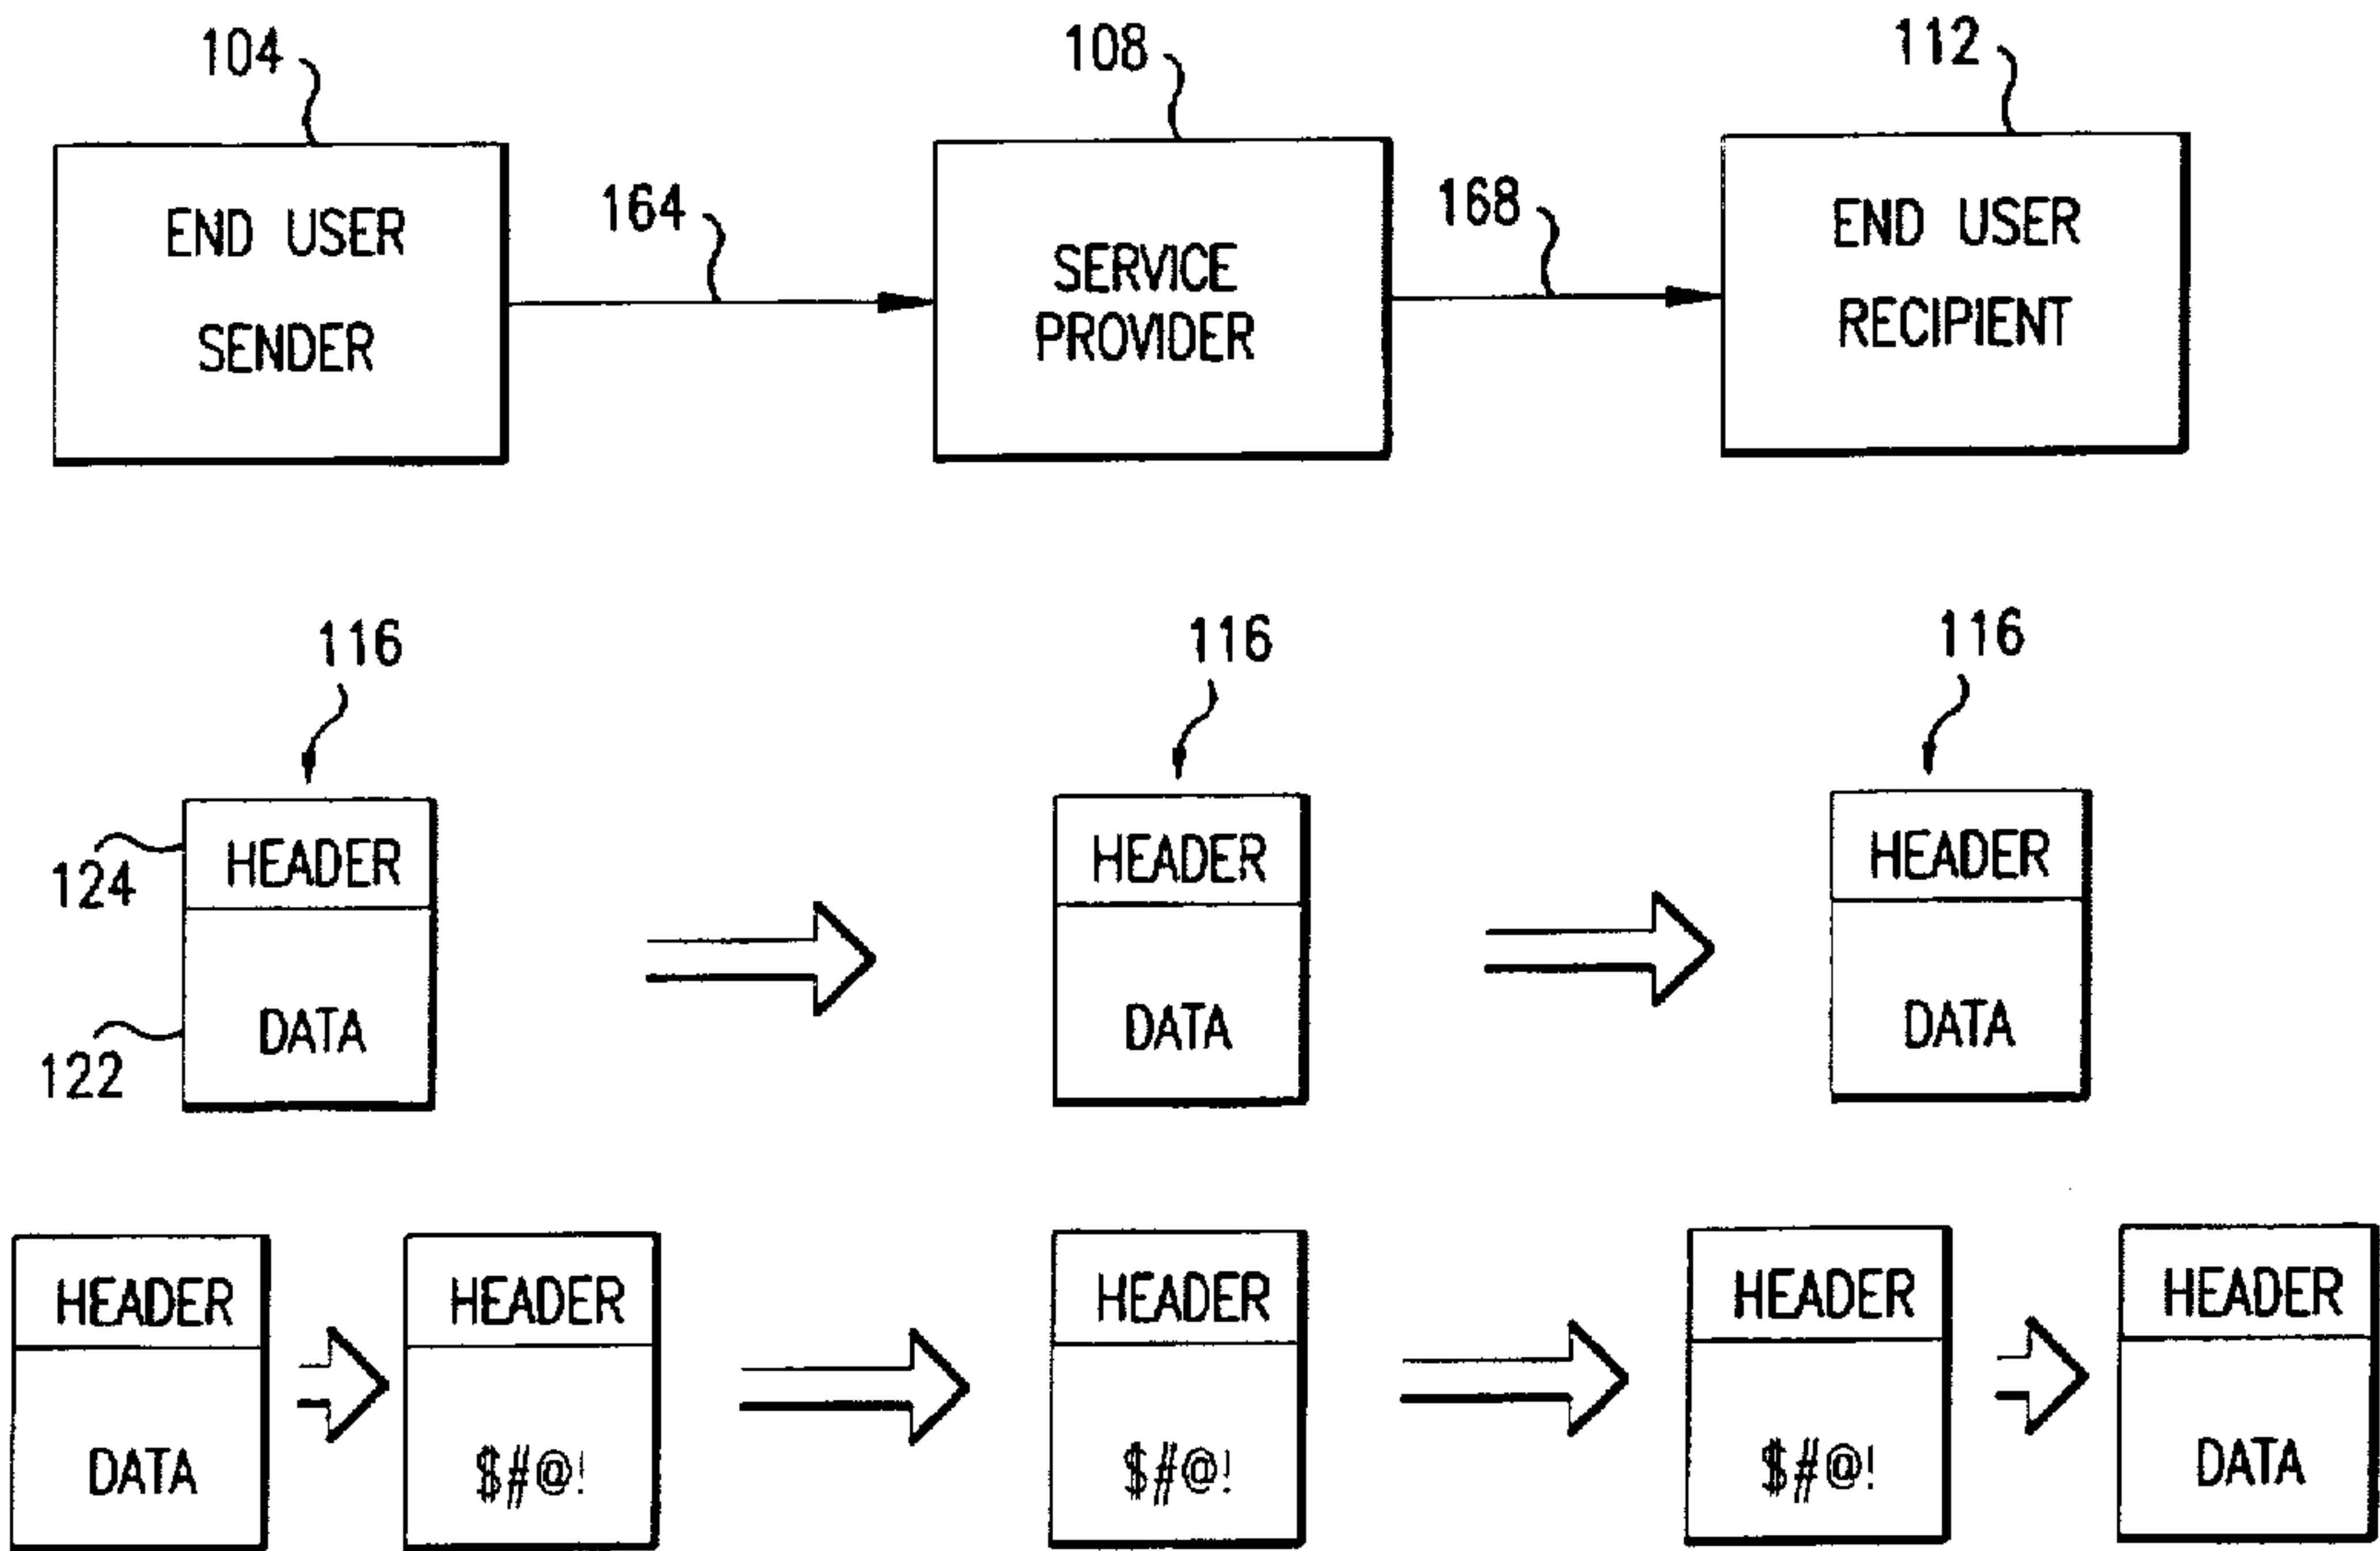 104
108
112
END USER
SENDER
164
SERVICE
PROVIDER
168
END USER
RECIPIENT
116
116
116
124
HEADER
DATA
122
HEADER
DATA
HEADER
DATA
HEADER
DATA
HEADER
$#@!
HEADER
$#@!
HEADER
$#@!
HEADER
DATA